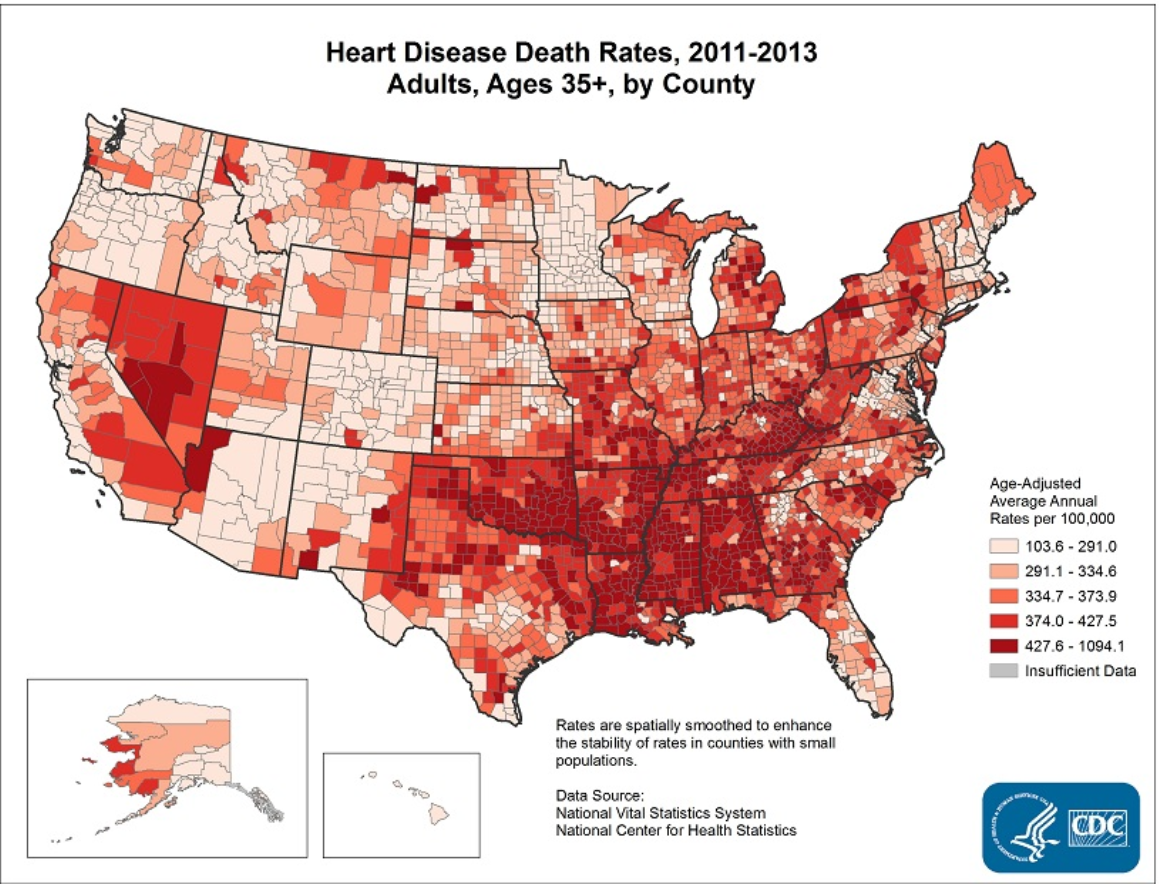 Heart Disease Death Rates, 2011-2013
Adults, Ages 35+, by County
Age-Adjusted
Average Annual
Rates per 100,000
103.6 - 291.0
291.1 - 334.6
334.7 - 373.9
374.0 - 427.5
427.6 - 1094.1
Insufficient Data
Rates are spatially smoothed to enhance
the stability of rates in counties with small
populations.
Data Source:
National Vital Statistics System
National Center for Health Statistics
CDC